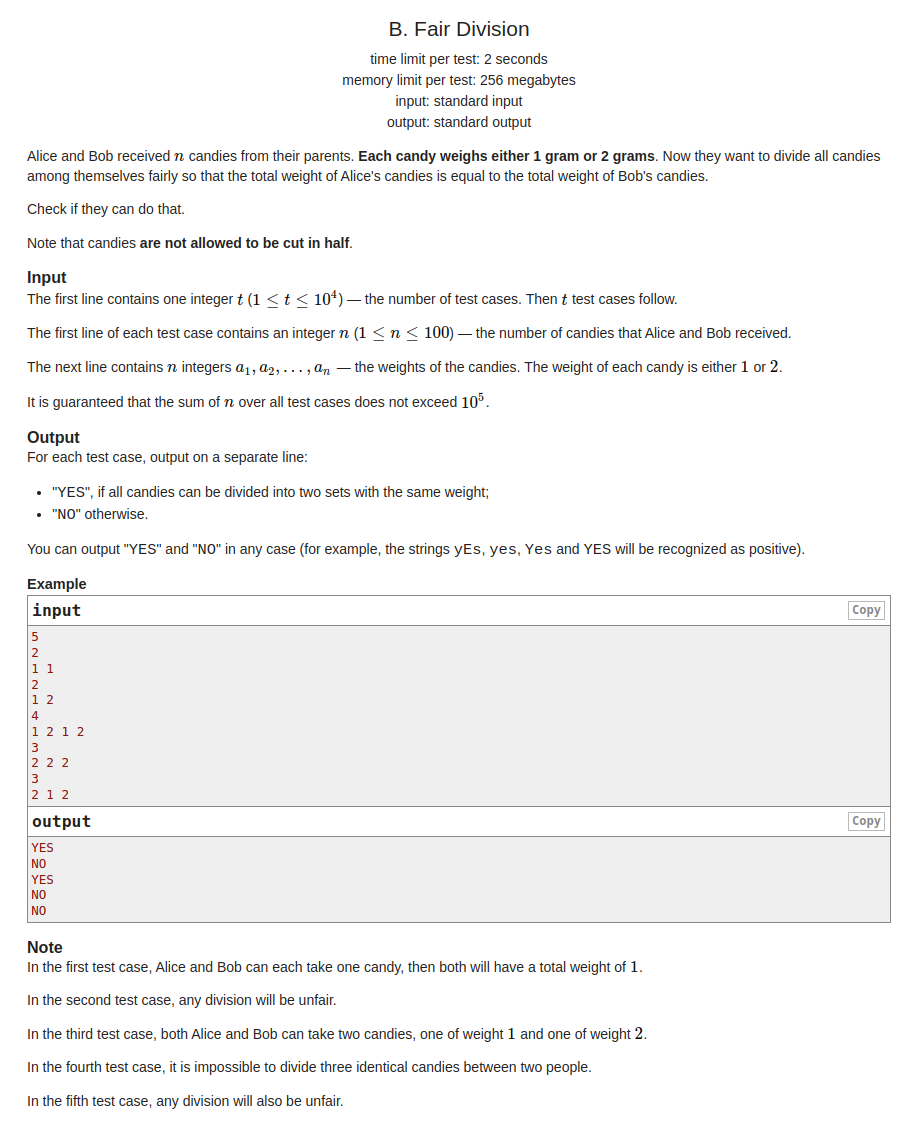 B. Fair Division
time limit per test: 2 seconds
memory limit per test: 256 megabytes
input: standard input
output: standard output
Alice and Bob received n candies from their parents. Each candy weighs either 1 gram or 2 grams. Now they want to divide all candies
among themselves fairly so that the total weight of Alice's candies is equal to the total weight of Bob's candies.
Check if they can do that.
Note that candies are not allowed to be cut in half.
Input
The first line contains one integer t (1 ≤ t ≤ 10^4) — the number of test cases. Then t test cases follow.
The first line of each test case contains an integer n (1 ≤ n ≤ 100) — the number of candies that Alice and Bob received.
The next line contains n integers a_1, a_2, . . . , a_n — the weights of the candies. The weight of each candy is either 1 or 2.
It is guaranteed that the sum of n over all test cases does not exceed 10^5.
Output
For each test case, output on a separate line:
• "YES", if all candies can be divided into two sets with the same weight;
• "NO" otherwise.
You can output "YES" and "NO" in any case (for example, the strings yEs, yes, Yes and YES will be recognized as positive).
Example
input Copy
5
2
1 1
2
1 2
4
1 2 1 2
3
2 2 2
3
2 1 2
output Copy
YES
NO
YES
NO
NO
Note
In the first test case, Alice and Bob can each take one candy, then both will have a total weight of 1.
In the second test case, any division will be unfair.
In the third test case, both Alice and Bob can take two candies, one of weight 1 and one of weight 2.
In the fourth test case, it is impossible to divide three identical candies between two people.
In the fifth test case, any division will also be unfair.